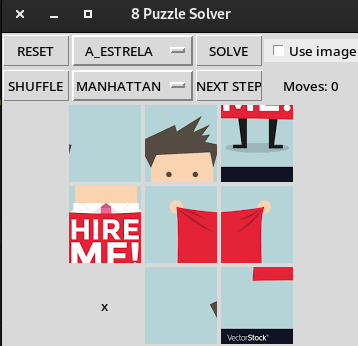 8 Puzzle Solver
RESET A_ESTRELA SOLVE Use image
SHUFFLE MANHATTAN NEXT STEP Moves: 0
ME!
HIRE
ME!
x
VectorStock